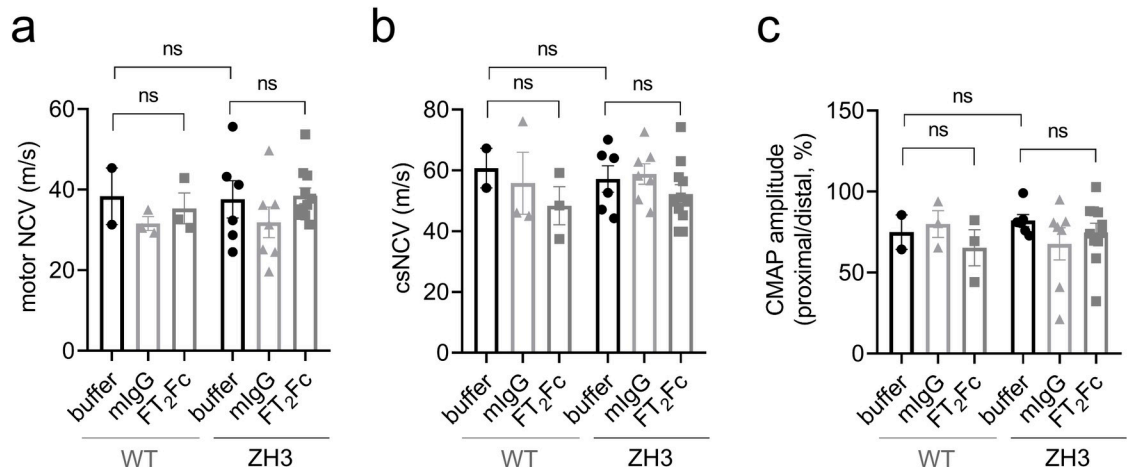 a
ns
ns
ns
60
40
20
0
motor NCV (m/s)
buffer
mIgG
FT₂Fc
buffer
mIgG
FT₂Fc
WT
ZH3
b
ns
ns
ns
80
60
40
20
0
csNCV (m/s)
buffer
mIgG
FT₂Fc
buffer
mIgG
FT₂Fc
WT
ZH3
c
ns
ns
ns
150
100
50
0
CMAP amplitude
(proximal/distal, %)
buffer
mIgG
FT₂Fc
buffer
mIgG
FT₂Fc
WT
ZH3